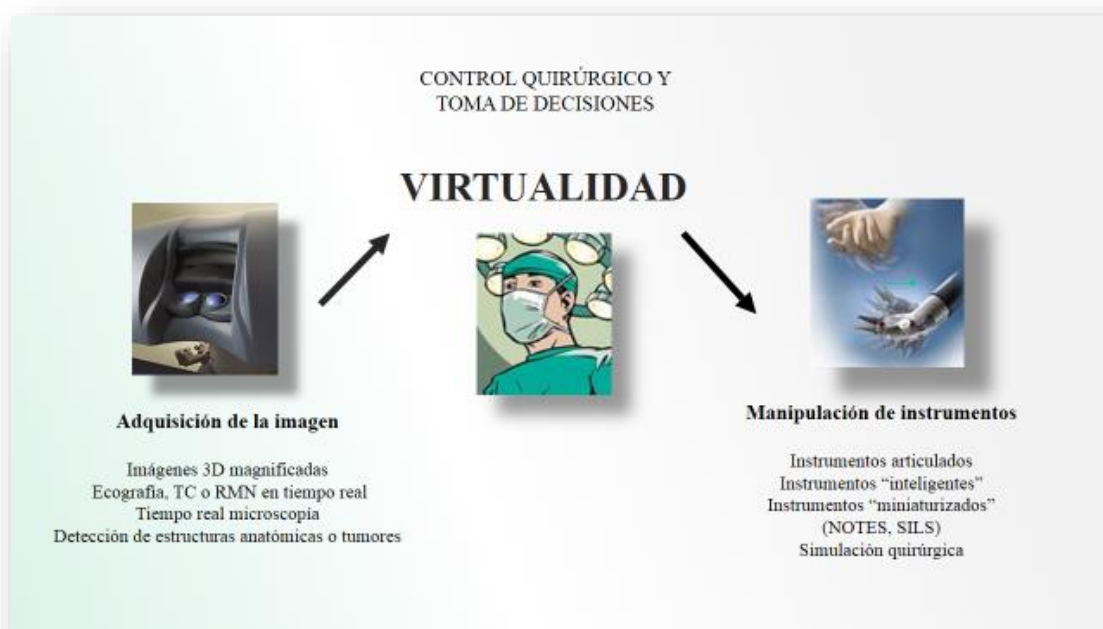 CONTROL QUIRÚRGICO Y
TOMA DE DECISIONES
VIRTUALIDAD
Adquisición de la imagen
Imágenes 3D magnificadas
Ecografía, TC o RMN en tiempo real
Tiempo real microscopía
Detección de estructuras anatómicas o tumores
Manipulación de instrumentos
Instrumentos articulados
Instrumentos “inteligentes”
Instrumentos “miniaturizados”
(NOTES, SILS)
Simulación quirúrgica